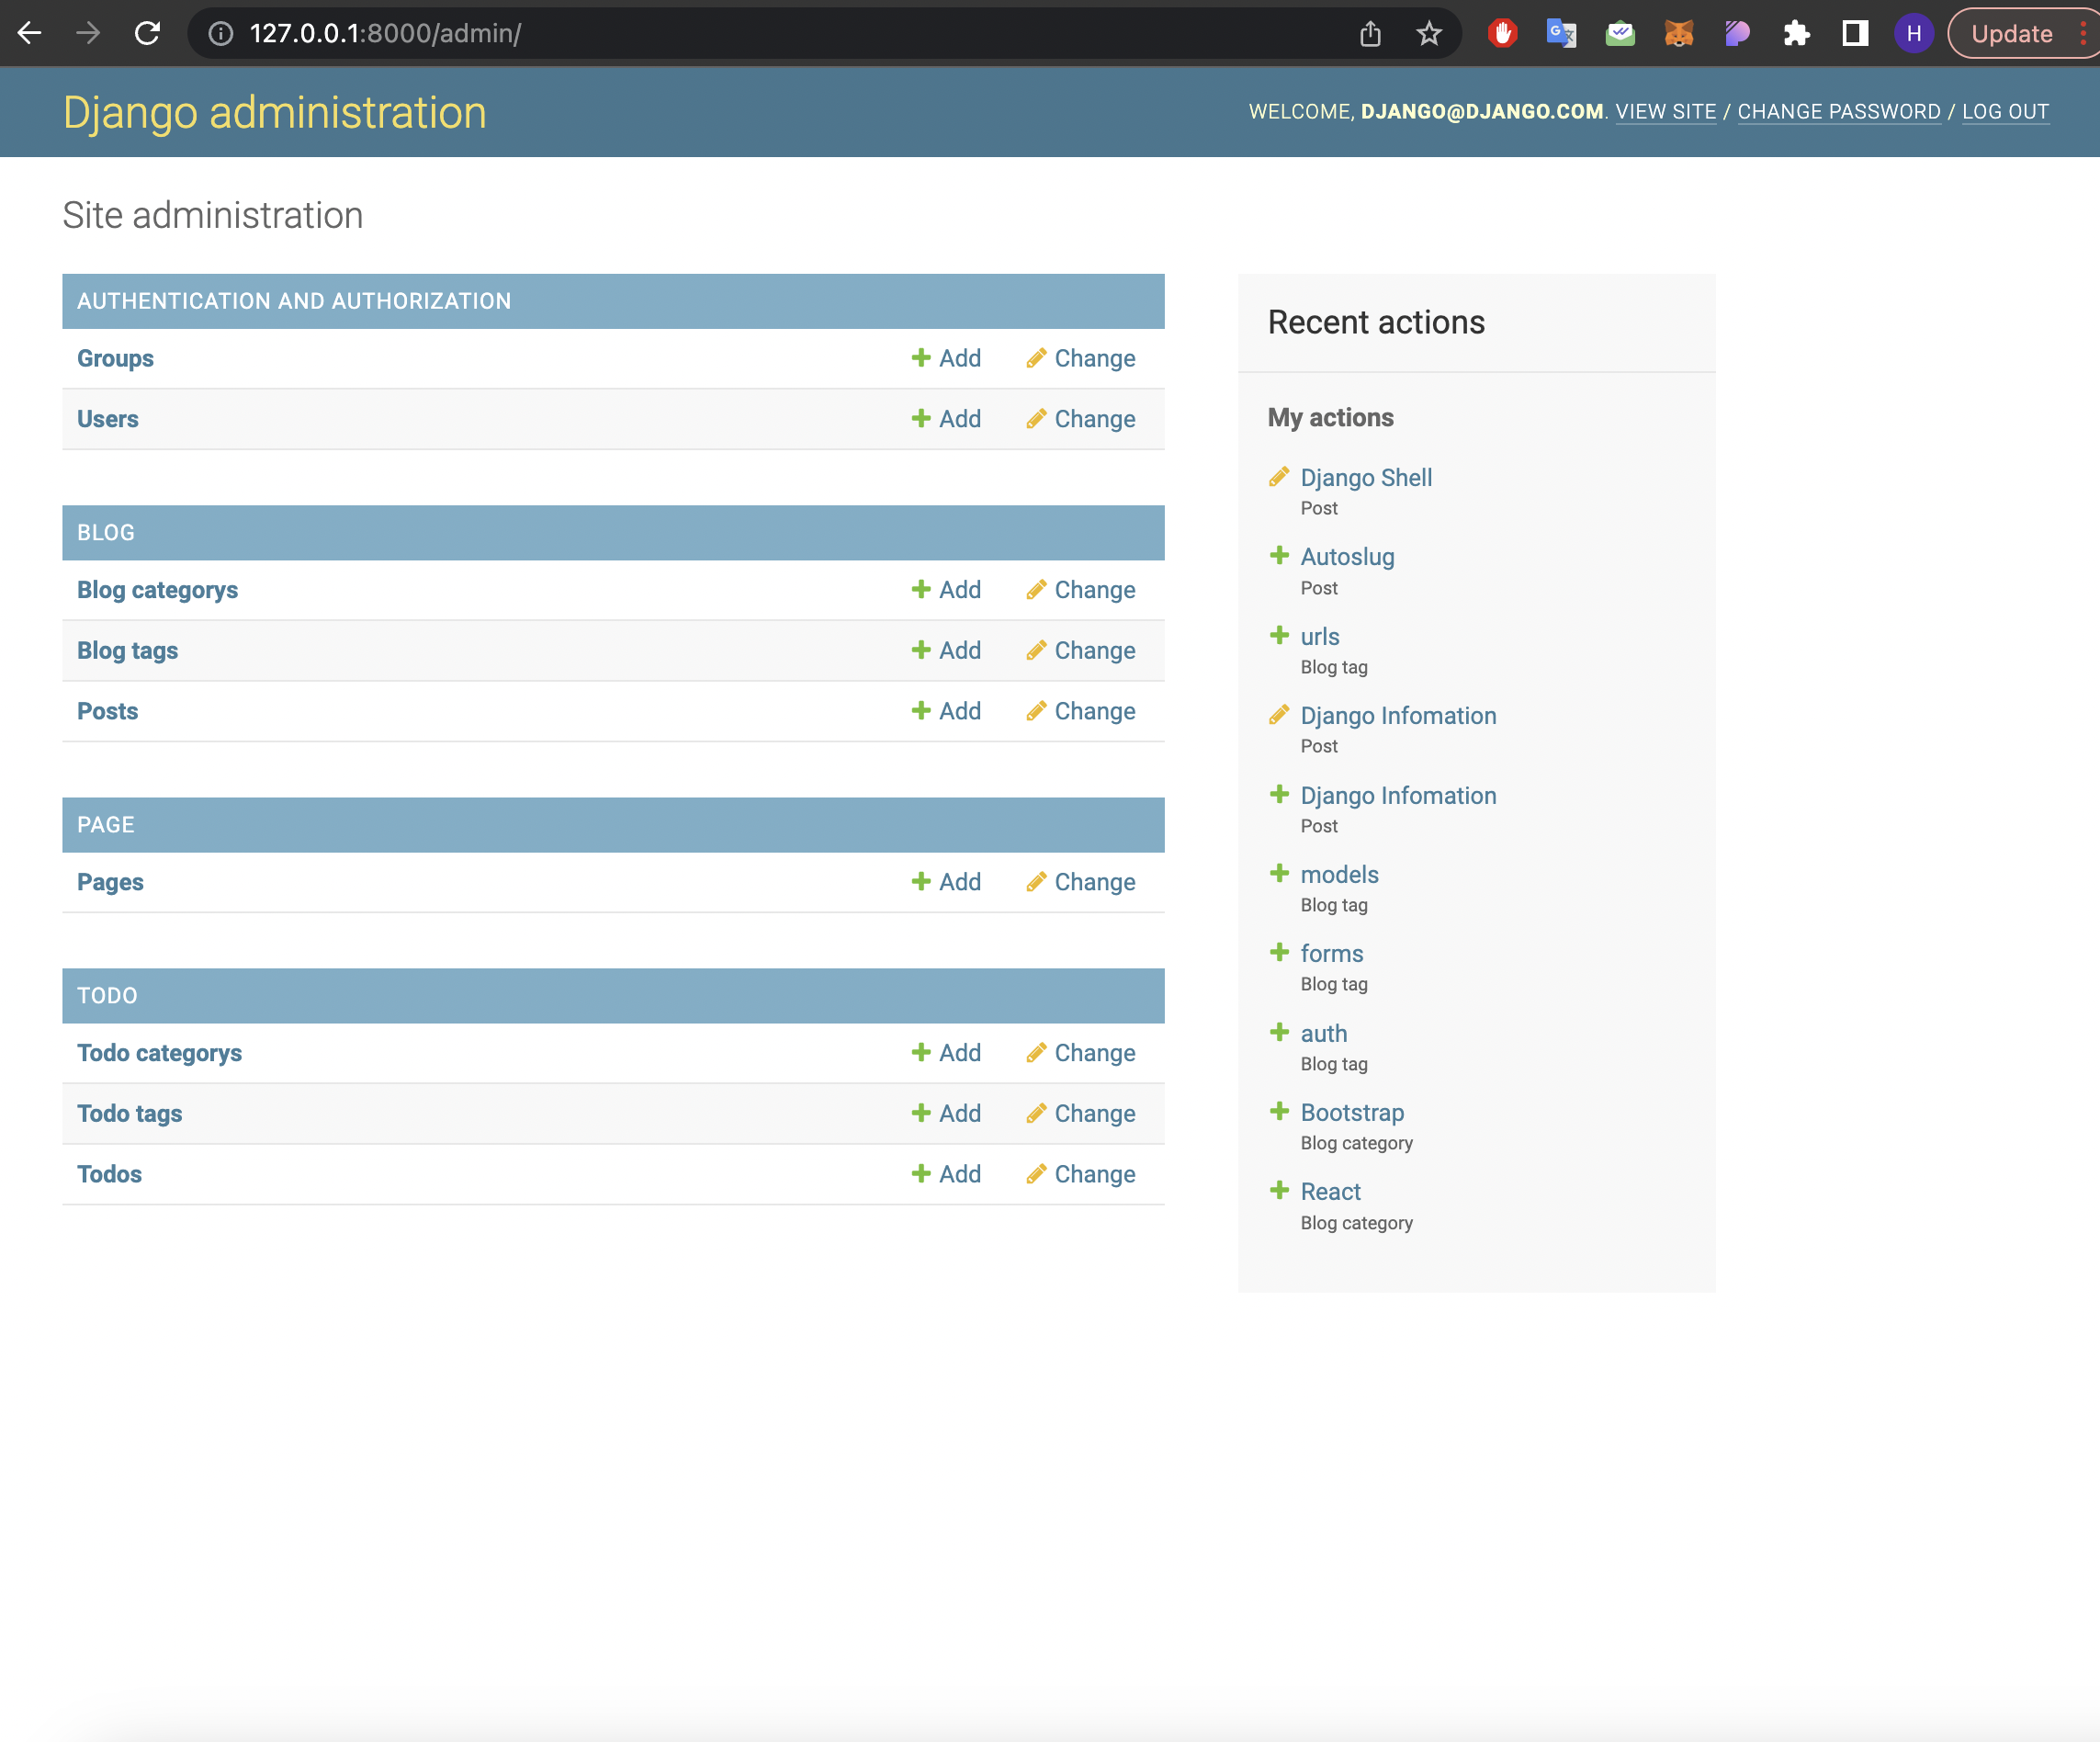 127.0.0.1:8000/admin/
H
Update
Django administration
WELCOME, DJANGO@DJANGO.COM. VIEW SITE / CHANGE PASSWORD / LOG OUT
Site administration
AUTHENTICATION AND AUTHORIZATION
Groups Add Change
Users Add Change
BLOG
Blog categorys Add Change
Blog tags Add Change
Posts Add Change
PAGE
Pages Add Change
TODO
Todo categorys Add Change
Todo tags Add Change
Todos Add Change
Recent actions
My actions
Django Shell
Post
Autoslug
Post
urls
Blog tag
Django Infomation
Post
Django Infomation
Post
models
Blog tag
forms
Blog tag
auth
Blog tag
Bootstrap
Blog category
React
Blog category